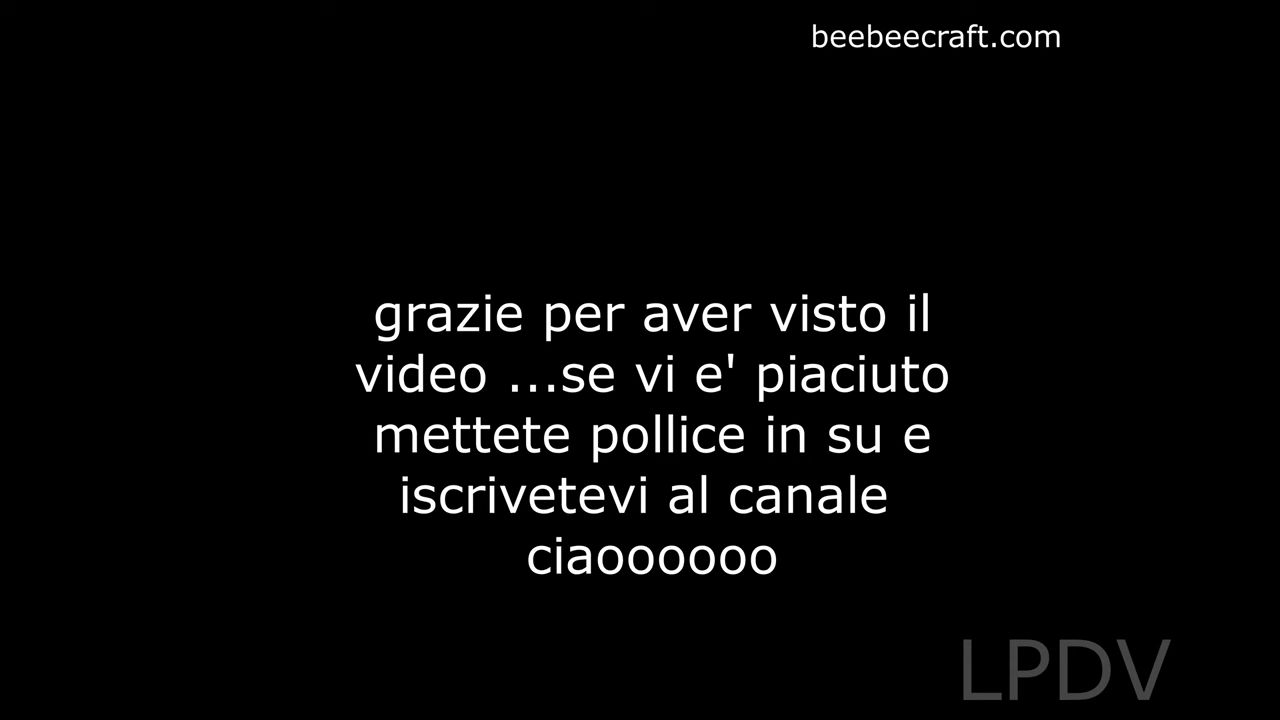 beebeecraft.com
grazie per aver visto il
video ...se vi e' piaciuto
mettete pollice in su e
iscrivetevi al canale
ciaoooooo
LPDV